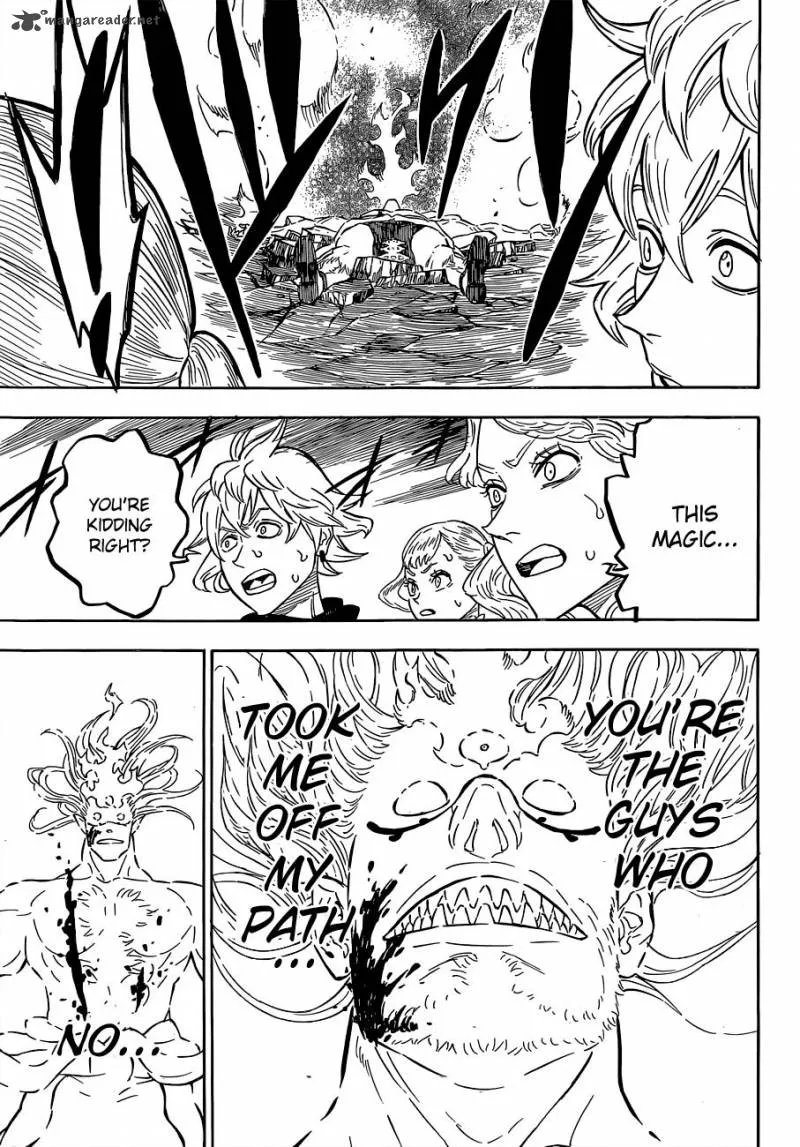 mangareader.net
THIS
MAGIC...
YOU'RE
KIDDING
RIGHT?
YOU'RE
THE
GUYS
WHO
TOOK
ME
OFF
MY
PATH
...
NO...